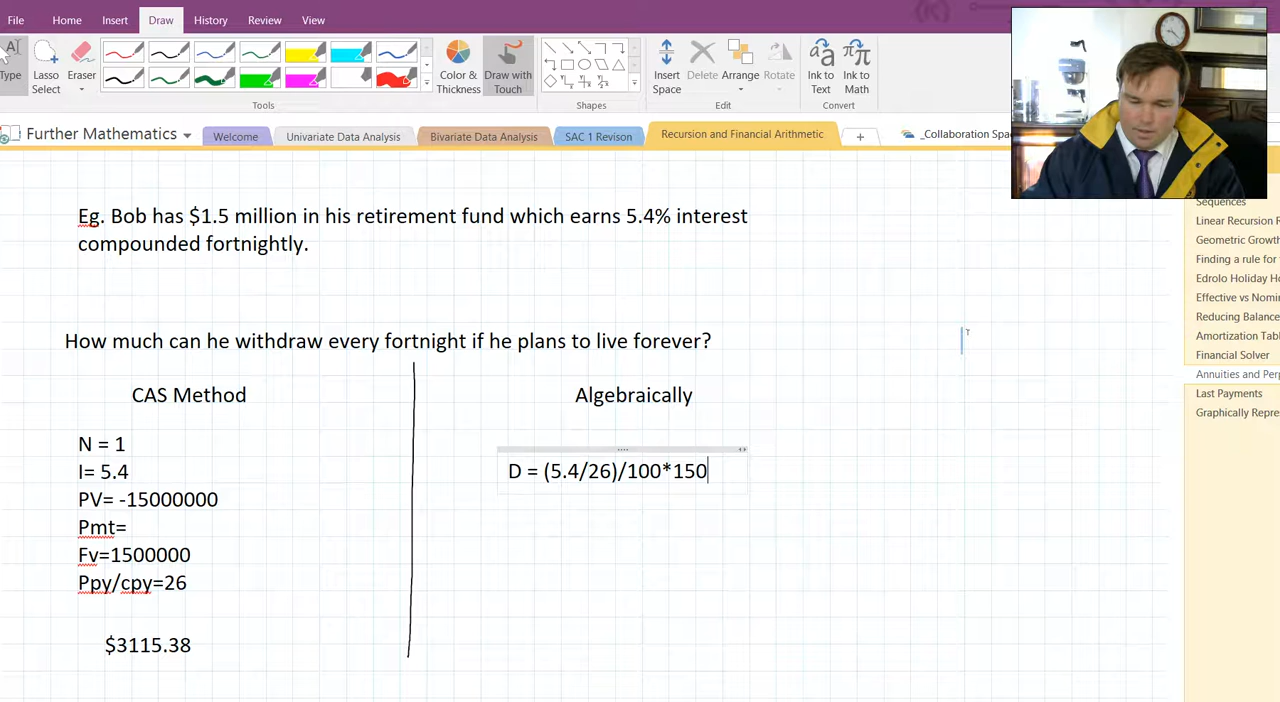 File Home Insert Draw History Review View
Type Lasso Select Eraser Color & Thickness Draw with Touch Insert Space Delete Arrange Rotate Ink to Text Ink to Math
Tools Shapes Edit Convert
Further Mathematics Welcome Univariate Data Analysis Bivariate Data Analysis SAC 1 Revison Recursion and Financial Arithmetic + _Collaboration Spac
Eg. Bob has $1.5 million in his retirement fund which earns 5.4% interest
compounded fortnightly.
How much can he withdraw every fortnight if he plans to live forever?
CAS Method
N = 1
I= 5.4
PV= -15000000
Pmt=
Fv=1500000
Ppy/cpy=26
$3115.38
Algebraically
D = (5.4/26)/100*150
Sequences
Linear Recursion R
Geometric Growth
Finding a rule for
Edrolo Holiday Ho
Effective vs Nomin
Reducing Balance
Amortization Tabl
Financial Solver
Annuities and Perp
Last Payments
Graphically Repre